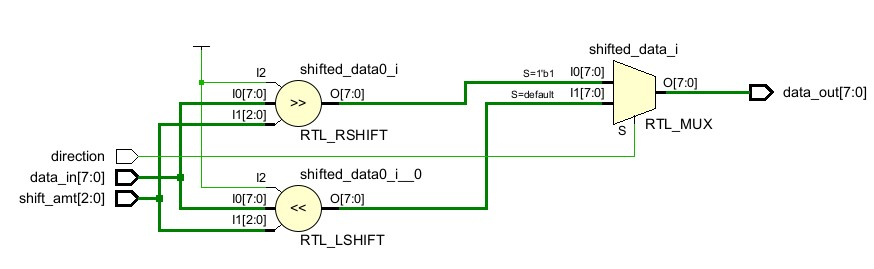 shifted_data_i
shifted_data0_i
I2
I0[7:0]
I1[2:0]
>>
O[7:0]
RTL_RSHIFT
S=1'b1
I0[7:0]
S=default
I1[7:0]
O[7:0]
S
RTL_MUX
data_out[7:0]
direction
data_in[7:0]
shift_amt[2:0]
shifted_data0_i__0
I2
I0[7:0]
I1[2:0]
<<
O[7:0]
RTL_LSHIFT